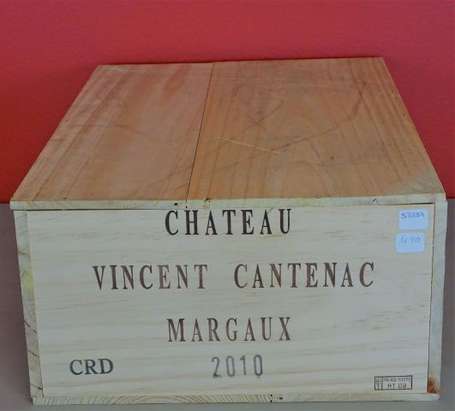 CHATEAU
VINCENT CANTENAC
MARGAUX
CRD 2010